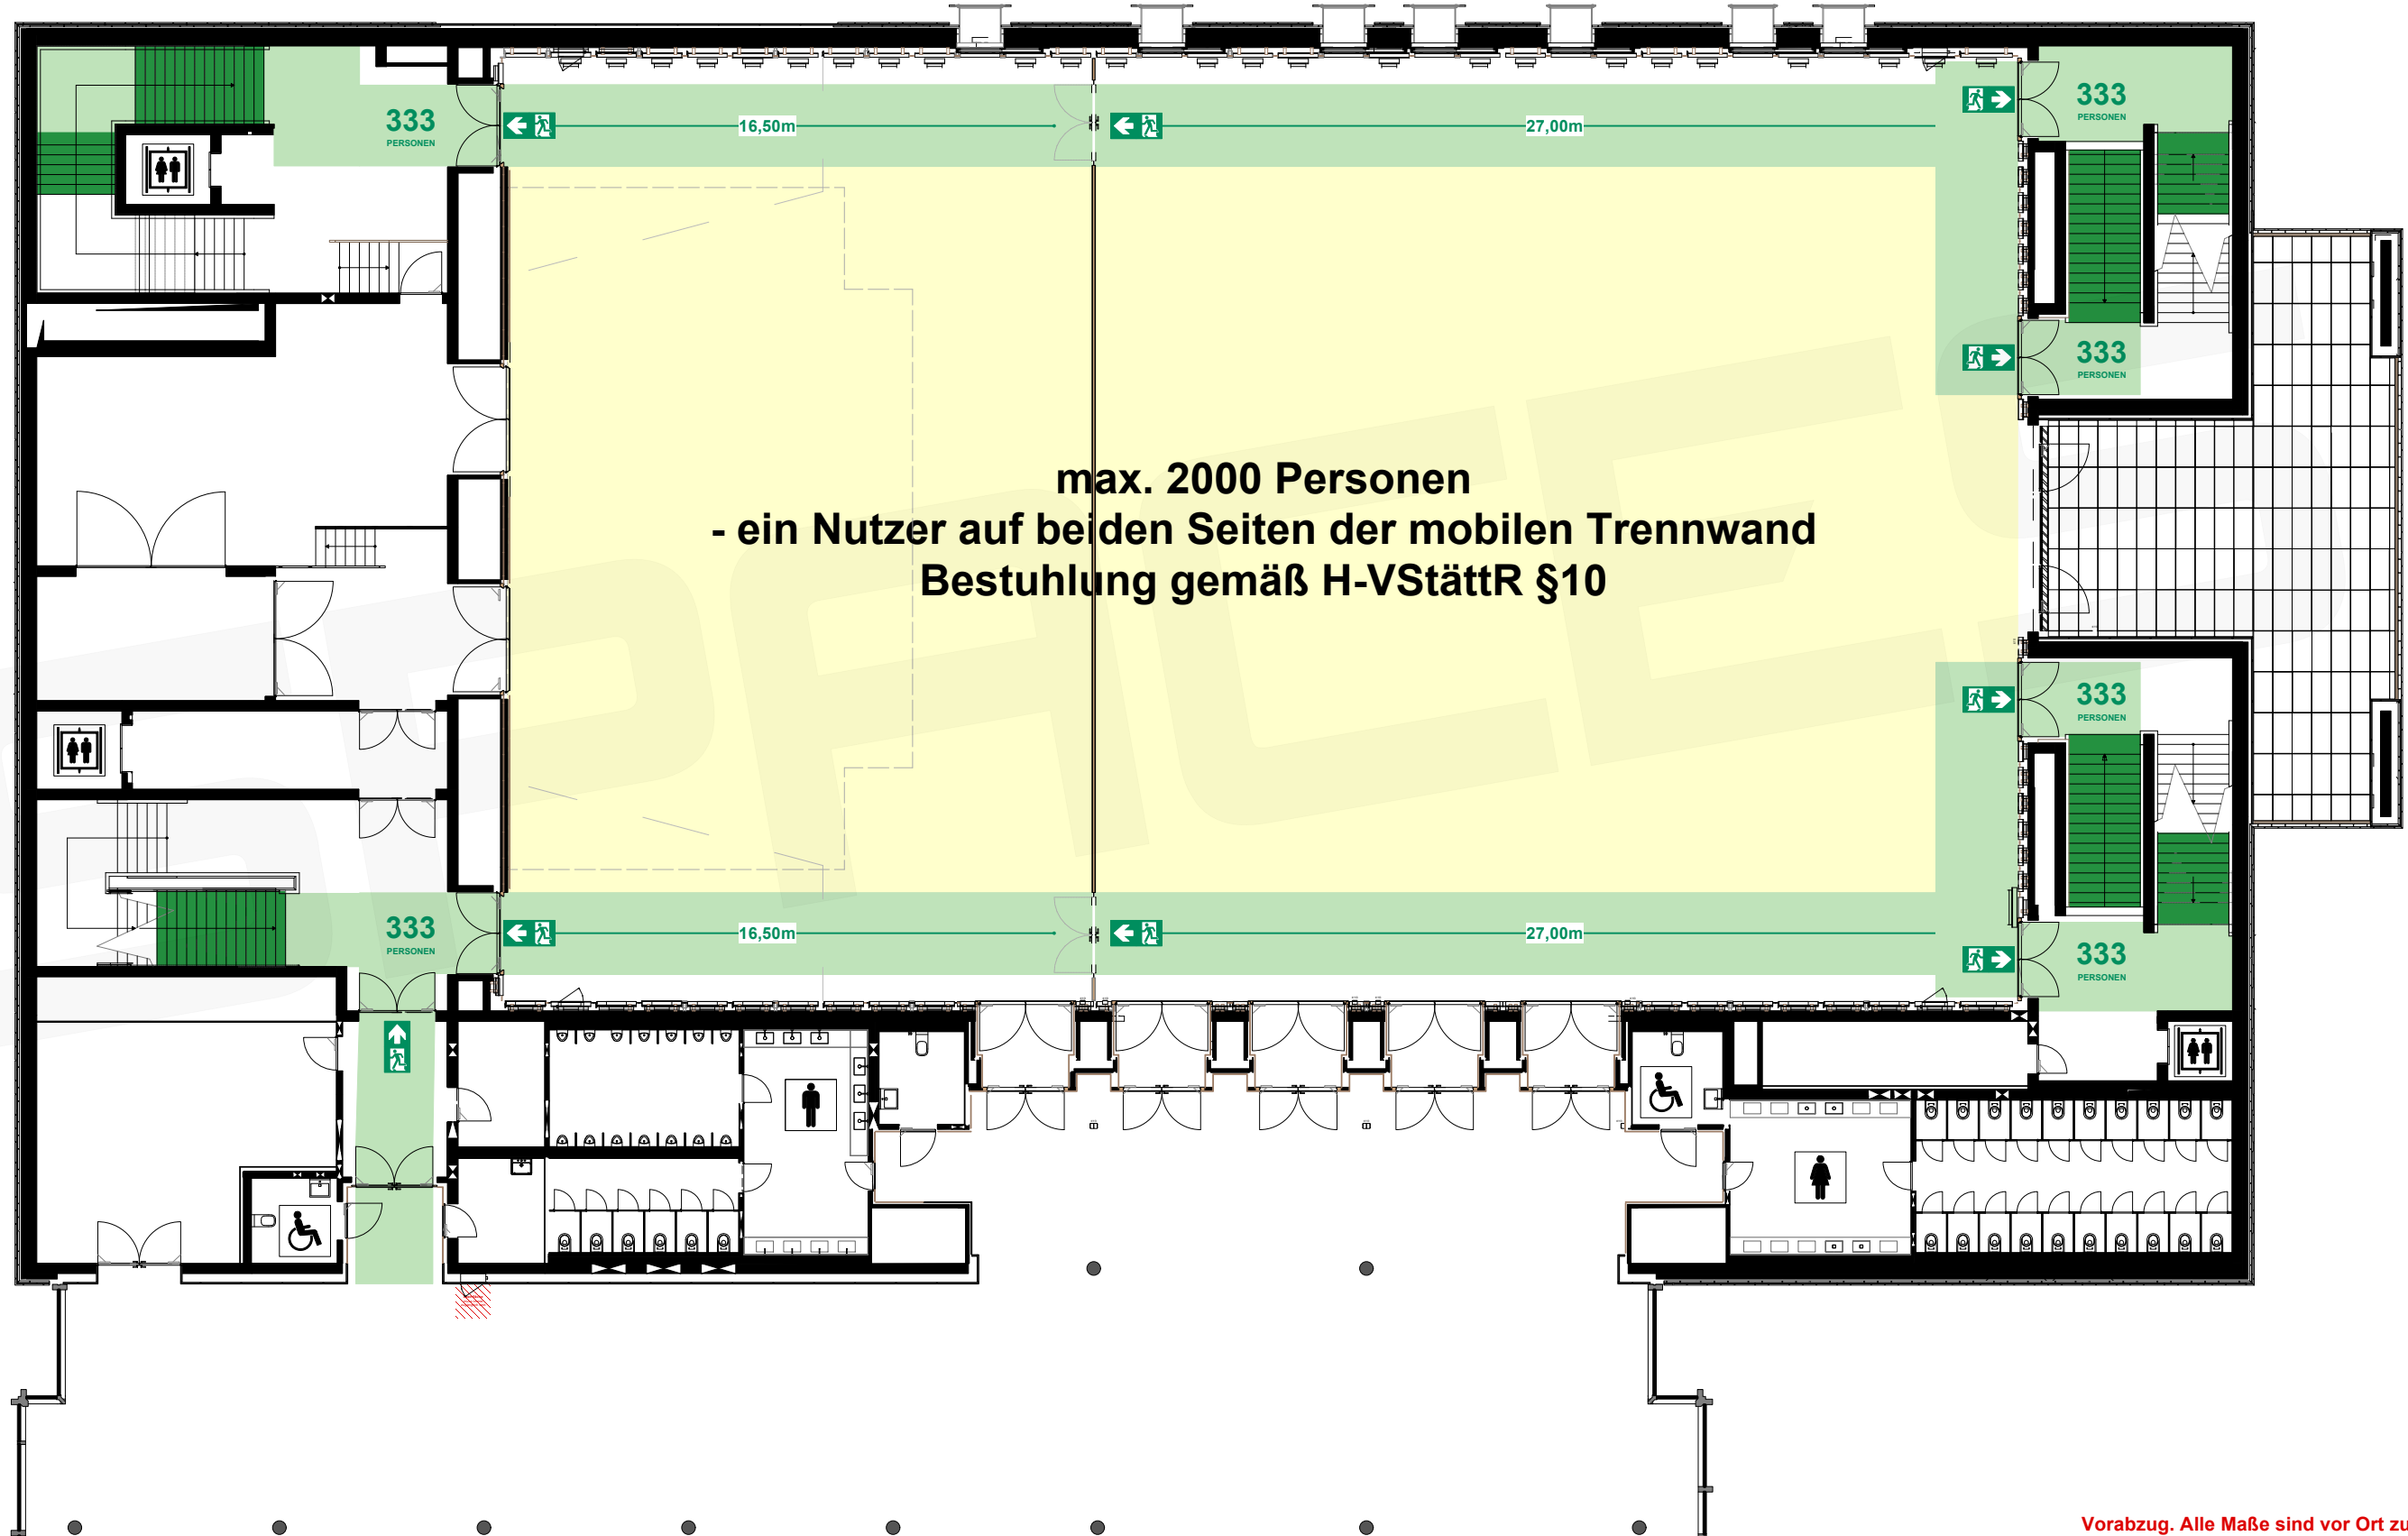 333
PERSONEN
16,50m
27,00m
333
PERSONEN
333
PERSONEN
max. 2000 Personen
- ein Nutzer auf beiden Seiten der mobilen Trennwand
Bestuhlung gemäß H-VStättR §10
333
PERSONEN
333
PERSONEN
16,50m
27,00m
333
PERSONEN
SPACES
Vorabzug. Alle Maße sind vor Ort zu